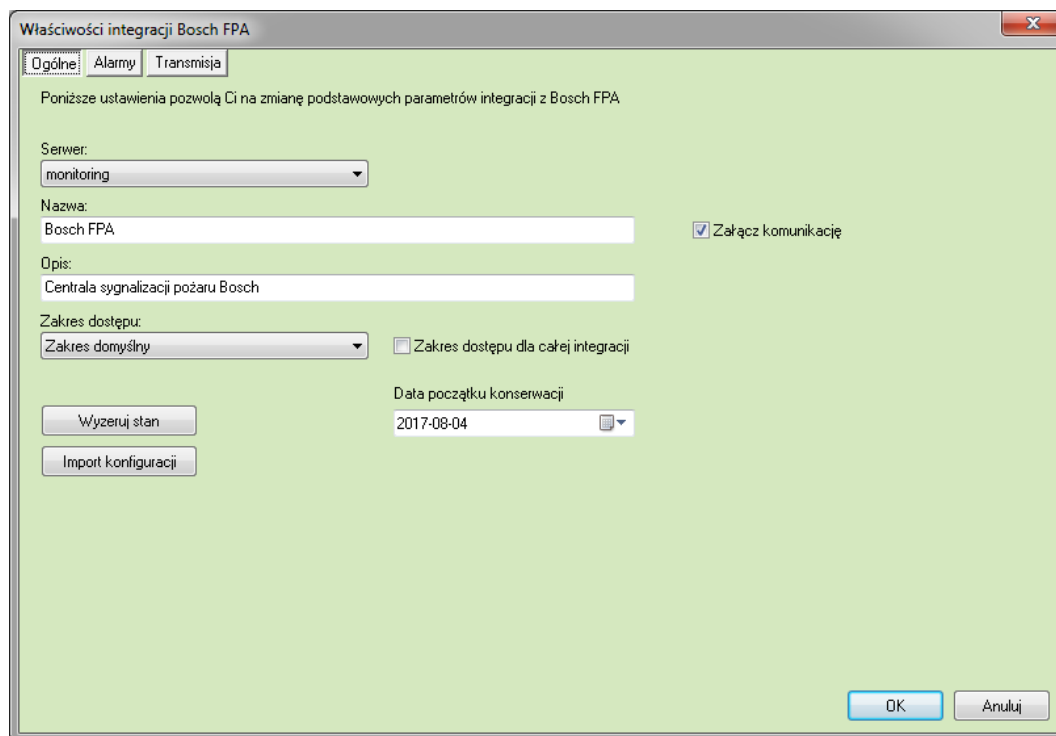 Właściwości integracji Bosch FPA
Ogólne Alarmy Transmisja
Poniższe ustawienia pozwolą Ci na zmianę podstawowych parametrów integracji z Bosch FPA
Serwer:
monitoring
Nazwa:
Bosch FPA
Załącz komunikację
Opis:
Centrala sygnalizacji pożaru Bosch
Zakres dostępu:
Zakres domyślny
Zakres dostępu dla całej integracji
Data początku konserwacji
Wyzeruj stan
2017-08-04
Import konfiguracji
OK Anuluj